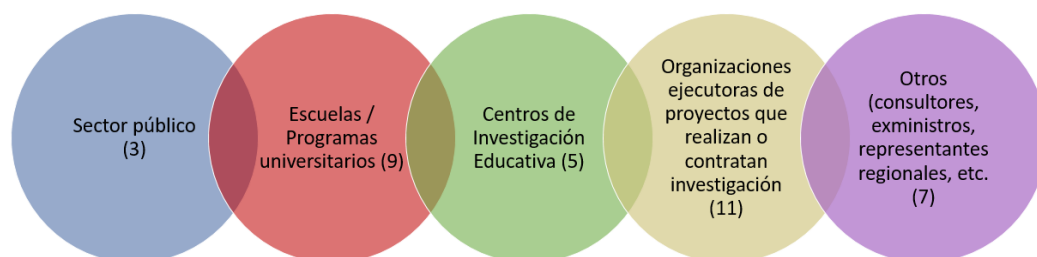 Sector público
(3)
Escuelas /
Programas
universitarios (9)
Centros de
Investigación
Educativa (5)
Organizaciones
ejecutoras de
proyectos que
realizan o
contratan
investigación
(11)
Otros
(consultores,
exministros,
representantes
regionales, etc.
(7)